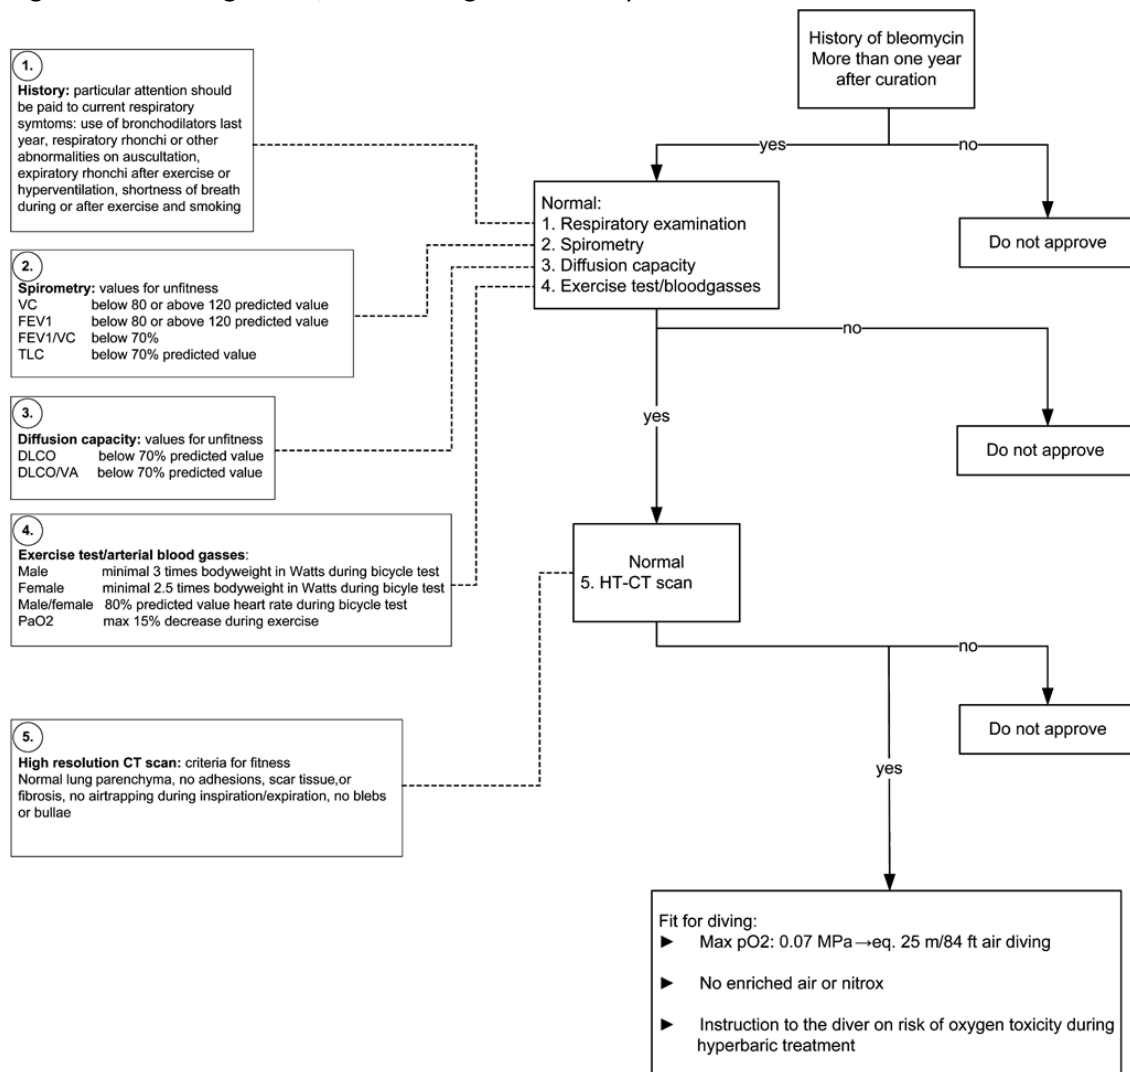 History of bleomycin
More than one year
after curation
1.
History: particular attention should
be paid to current respiratory
symtoms: use of bronchodilators last
year, respiratory rhonchi or other
abnormalities on auscultation,
expiratory rhonchi after exercise or
hyperventilation, shortness of breath
during or after exercise and smoking
yes
no
Normal:
1. Respiratory examination
2. Spirometry
3. Diffusion capacity
4. Exercise test/bloodgasses
Do not approve
2.
Spirometry: values for unfitness
VC below 80 or above 120 predicted value
FEV1 below 80 or above 120 predicted value
FEV1/VC below 70%
TLC below 70% predicted value
no
yes
Do not approve
3.
Diffusion capacity: values for unfitness
DLCO below 70% predicted value
DLCO/VA below 70% predicted value
4.
Exercise test/arterial blood gasses:
Male minimal 3 times bodyweight in Watts during bicycle test
Female minimal 2.5 times bodyweight in Watts during bicyle test
Male/female 80% predicted value heart rate during bicycle test
PaO2 max 15% decrease during exercise
Normal
5. HT-CT scan
no
Do not approve
5.
High resolution CT scan: criteria for fitness
Normal lung parenchyma, no adhesions, scar tissue,or
fibrosis, no airtrapping during inspiration/expiration, no blebs
or bullae
yes
Fit for diving:
► Max pO2: 0.07 MPa→eq. 25 m/84 ft air diving
► No enriched air or nitrox
► Instruction to the diver on risk of oxygen toxicity during
hyperbaric treatment